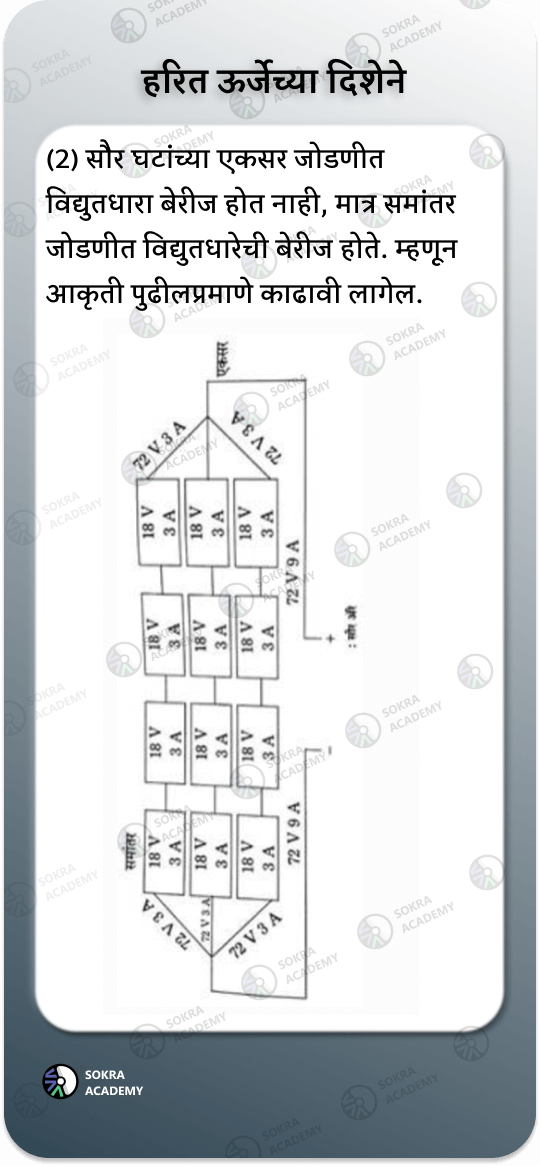 हरित ऊर्जेच्या दिशेने
(2) सौर घटांच्या एकसर जोडणीत
विद्युतधारा बेरीज होत नाही, मात्र समांतर
जोडणीत विद्युतधारेची बेरीज होते. म्हणून
आकृती पुढीलप्रमाणे काढावी लागेल.
एकसर
72 V 3 A
72 V 3 A
18 V
3 A
18 V
3 A
18 V
3 A
18 V
3 A
18 V
3 A
18 V
3 A
72 V 9 A
+
18 V
3 A
18 V
3 A
18 V
3 A
–
समांतर
18 V
3 A
18 V
3 A
18 V
3 A
72 V 9 A
72 V 3 A
72 V 3 A
72 V 3 A
SOKRA
ACADEMY